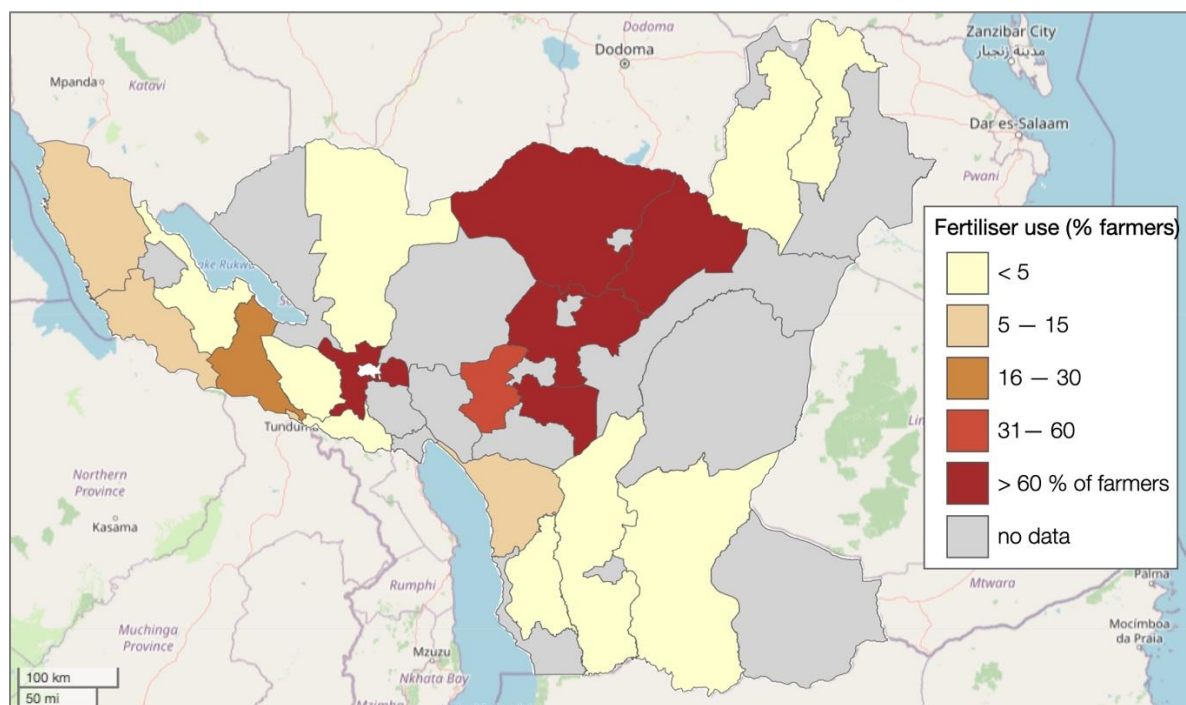 Dodoma
Dodoma
Zanzibar City
مدينة زنجبار
Mpanda
Katavi
Dar es-Salaam
Pwani
Fertiliser use (% farmers)
< 5
5 – 15
16 – 30
31 – 60
> 60 % of farmers
no data
ke Rukwa
Tunduma
Northern
Province
Kasama
Rumphi
Muchinga
Province
Mzuzu
Nkhata Bay
Mzimba
Mtwara
Palma
Mocímboa
da Praia
100 km
50 mi